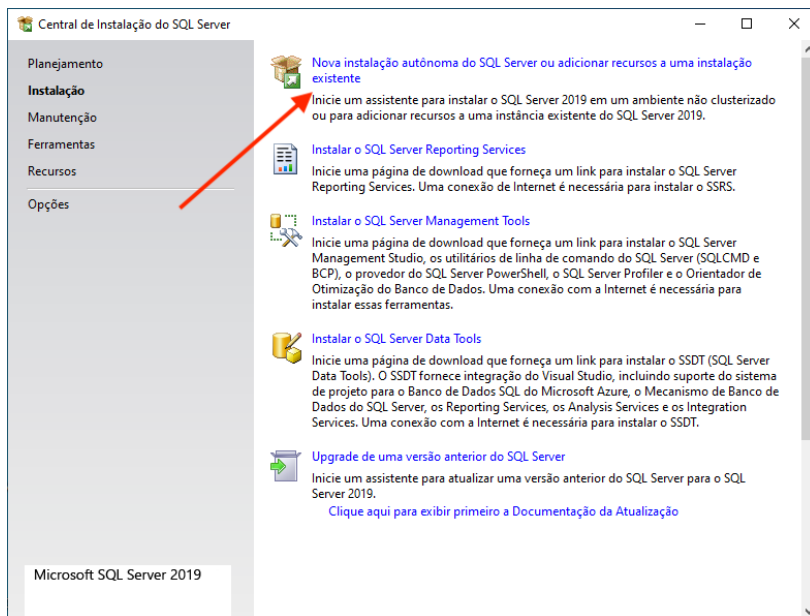 Central de Instalação do SQL Server
Planejamento
Instalação
Manutenção
Ferramentas
Recursos
Opções
Nova instalação autônoma do SQL Server ou adicionar recursos a uma instalação
existente
Inicie um assistente para instalar o SQL Server 2019 em um ambiente não clusterizado
ou para adicionar recursos a uma instância existente do SQL Server 2019.
Instalar o SQL Server Reporting Services
Inicie uma página de download que forneça um link para instalar o SQL Server
Reporting Services. Uma conexão de Internet é necessária para instalar o SSRS.
Instalar o SQL Server Management Tools
Inicie uma página de download que forneça um link para instalar o SQL Server
Management Studio, os utilitários de linha de comando do SQL Server (SQLCMD e
BCP), o provedor do SQL Server PowerShell, o SQL Server Profiler e o Orientador de
Otimização do Banco de Dados. Uma conexão com a Internet é necessária para
instalar essas ferramentas.
Instalar o SQL Server Data Tools
Inicie uma página de download que forneça um link para instalar o SSDT (SQL Server
Data Tools). O SSDT fornece integração do Visual Studio, incluindo suporte do sistema
de projeto para o Banco de Dados SQL do Microsoft Azure, o Mecanismo de Banco de
Dados do SQL Server, os Reporting Services, os Analysis Services e os Integration
Services. Uma conexão com a Internet é necessária para instalar o SSDT.
Upgrade de uma versão anterior do SQL Server
Inicie um assistente para atualizar uma versão anterior do SQL Server para o SQL
Server 2019.
Clique aqui para exibir primeiro a Documentação da Atualização
Microsoft SQL Server 2019